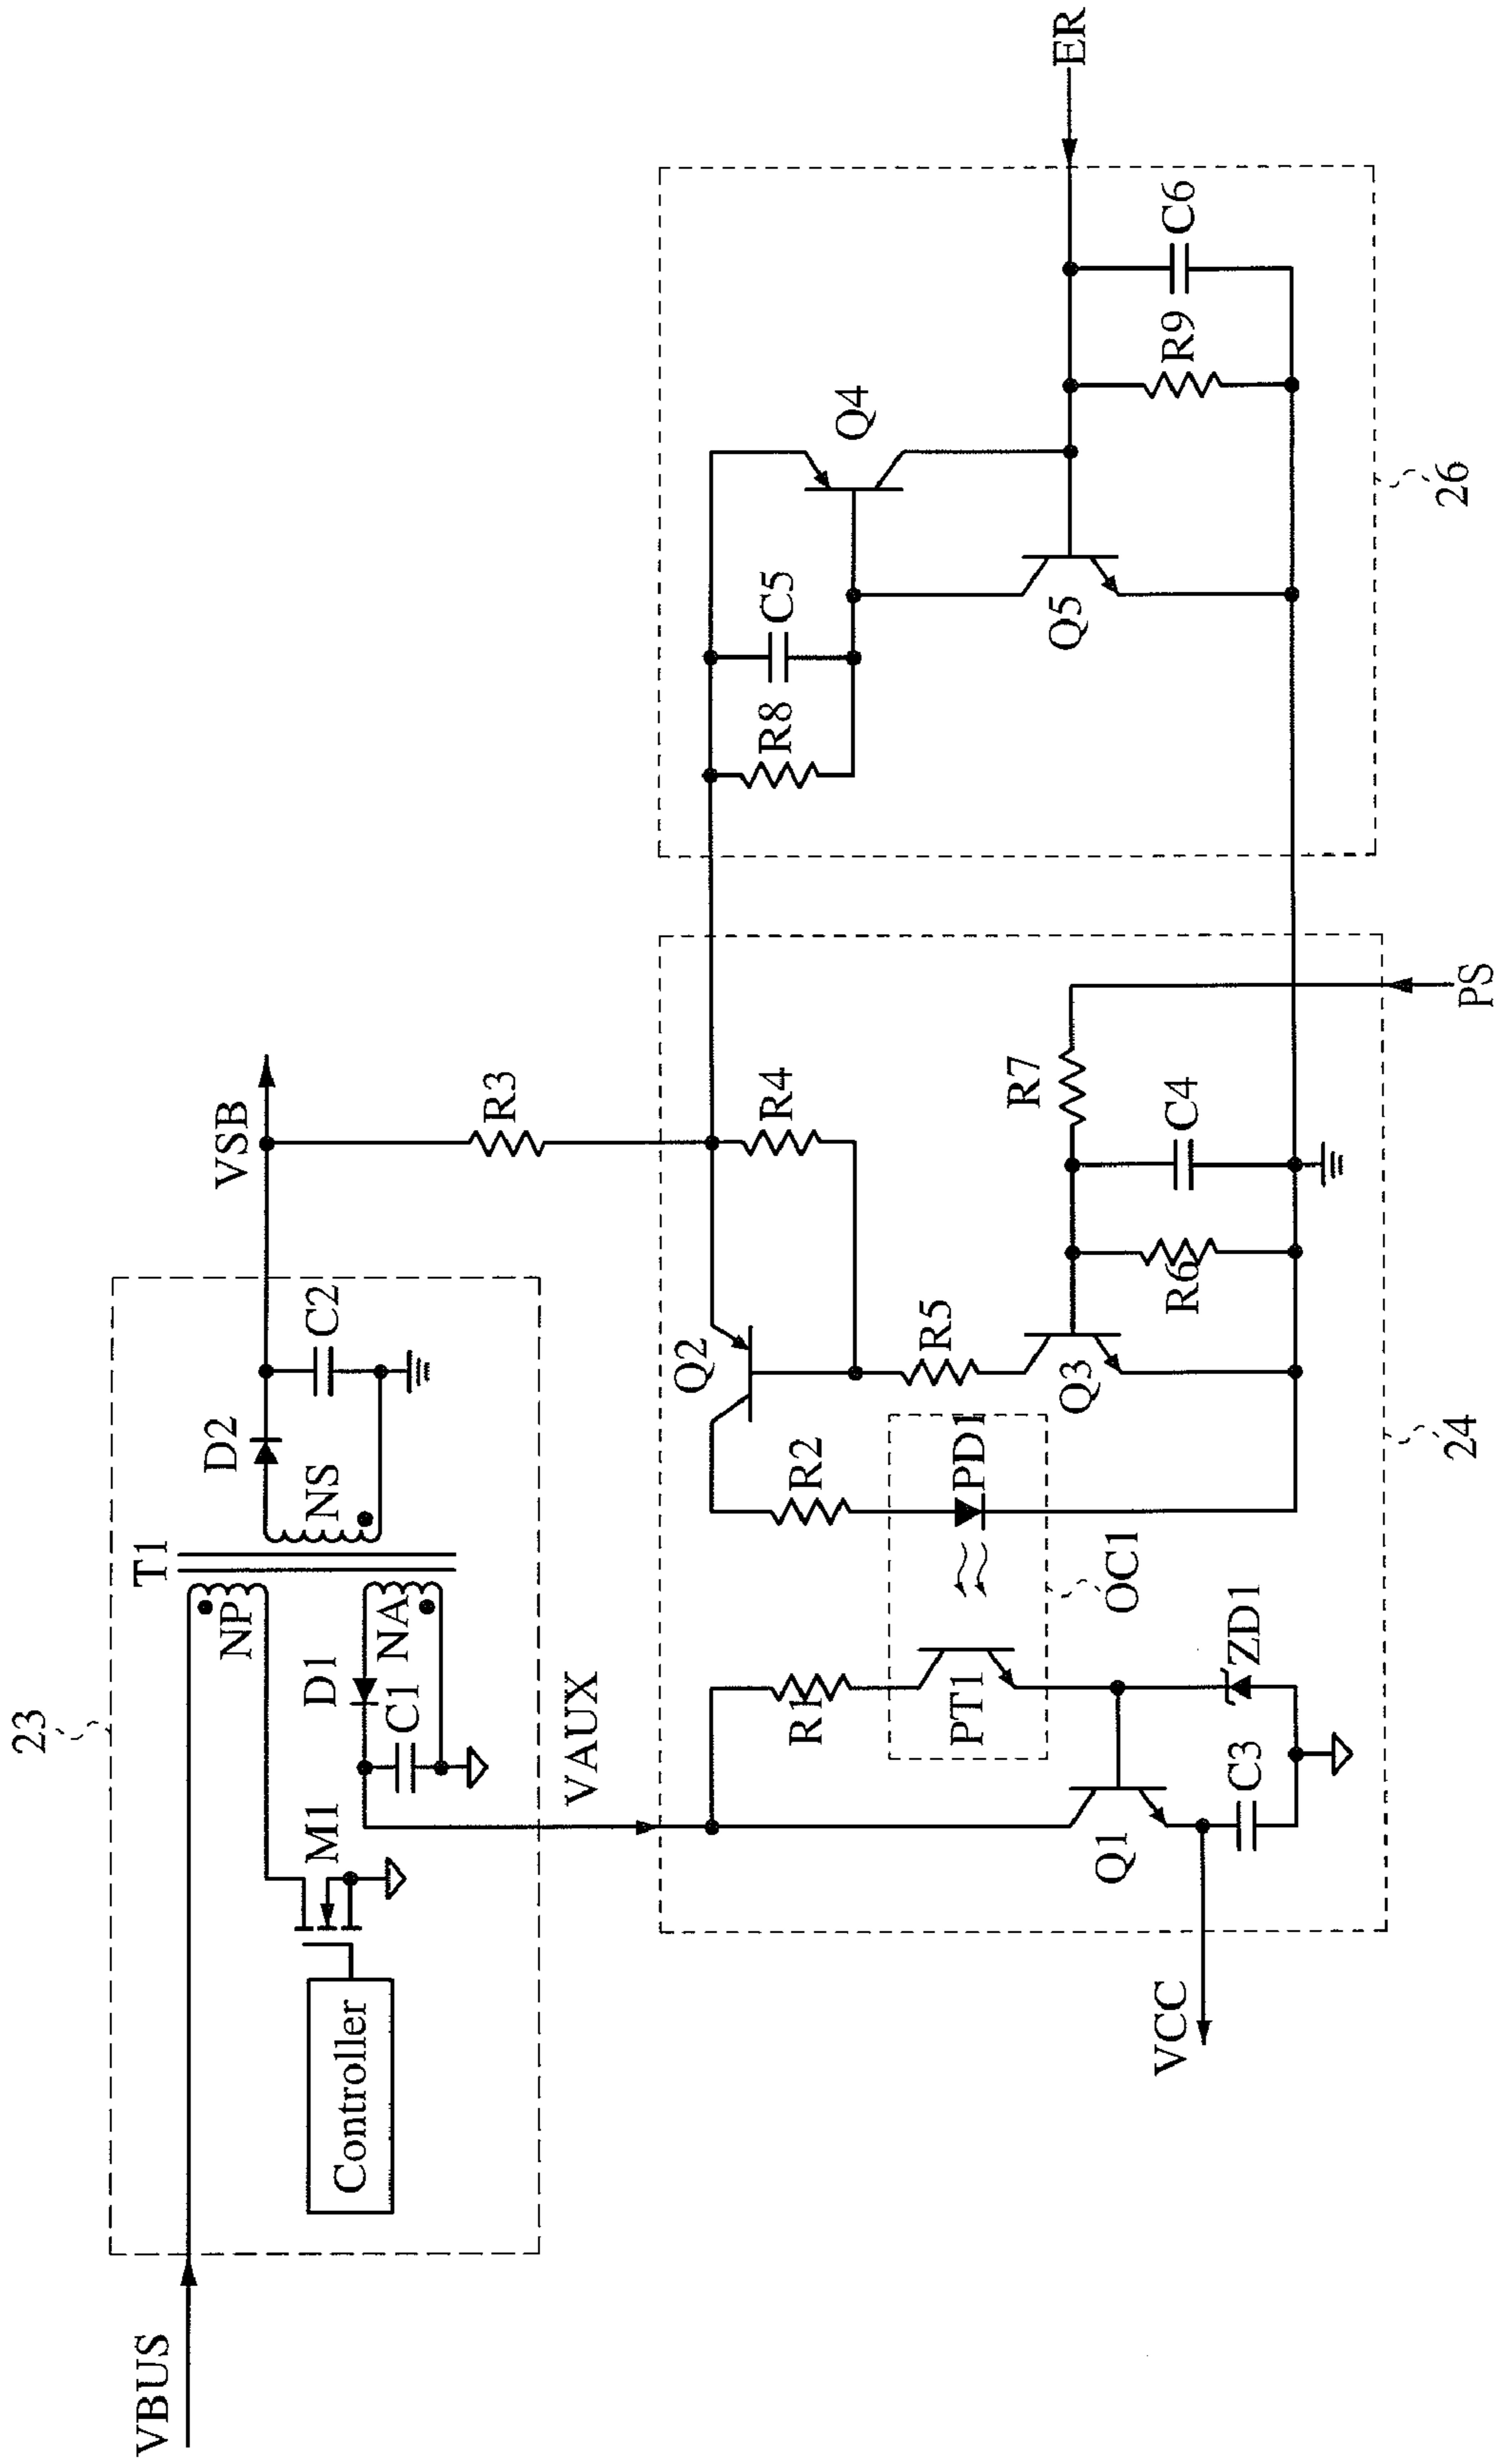 VBUS
23
T1
VSB
NP
D2
NS
C2
Controller
M1
D1
C1
NA
VAUX
R3
Q2
R4
R8
C5
Q4
ER
R1
R2
PT1
PD1
R5
R7
Q1
OC1
Q3
Q5
VCC
C3
ZD1
R6
C4
R9
C6
24
PS
26